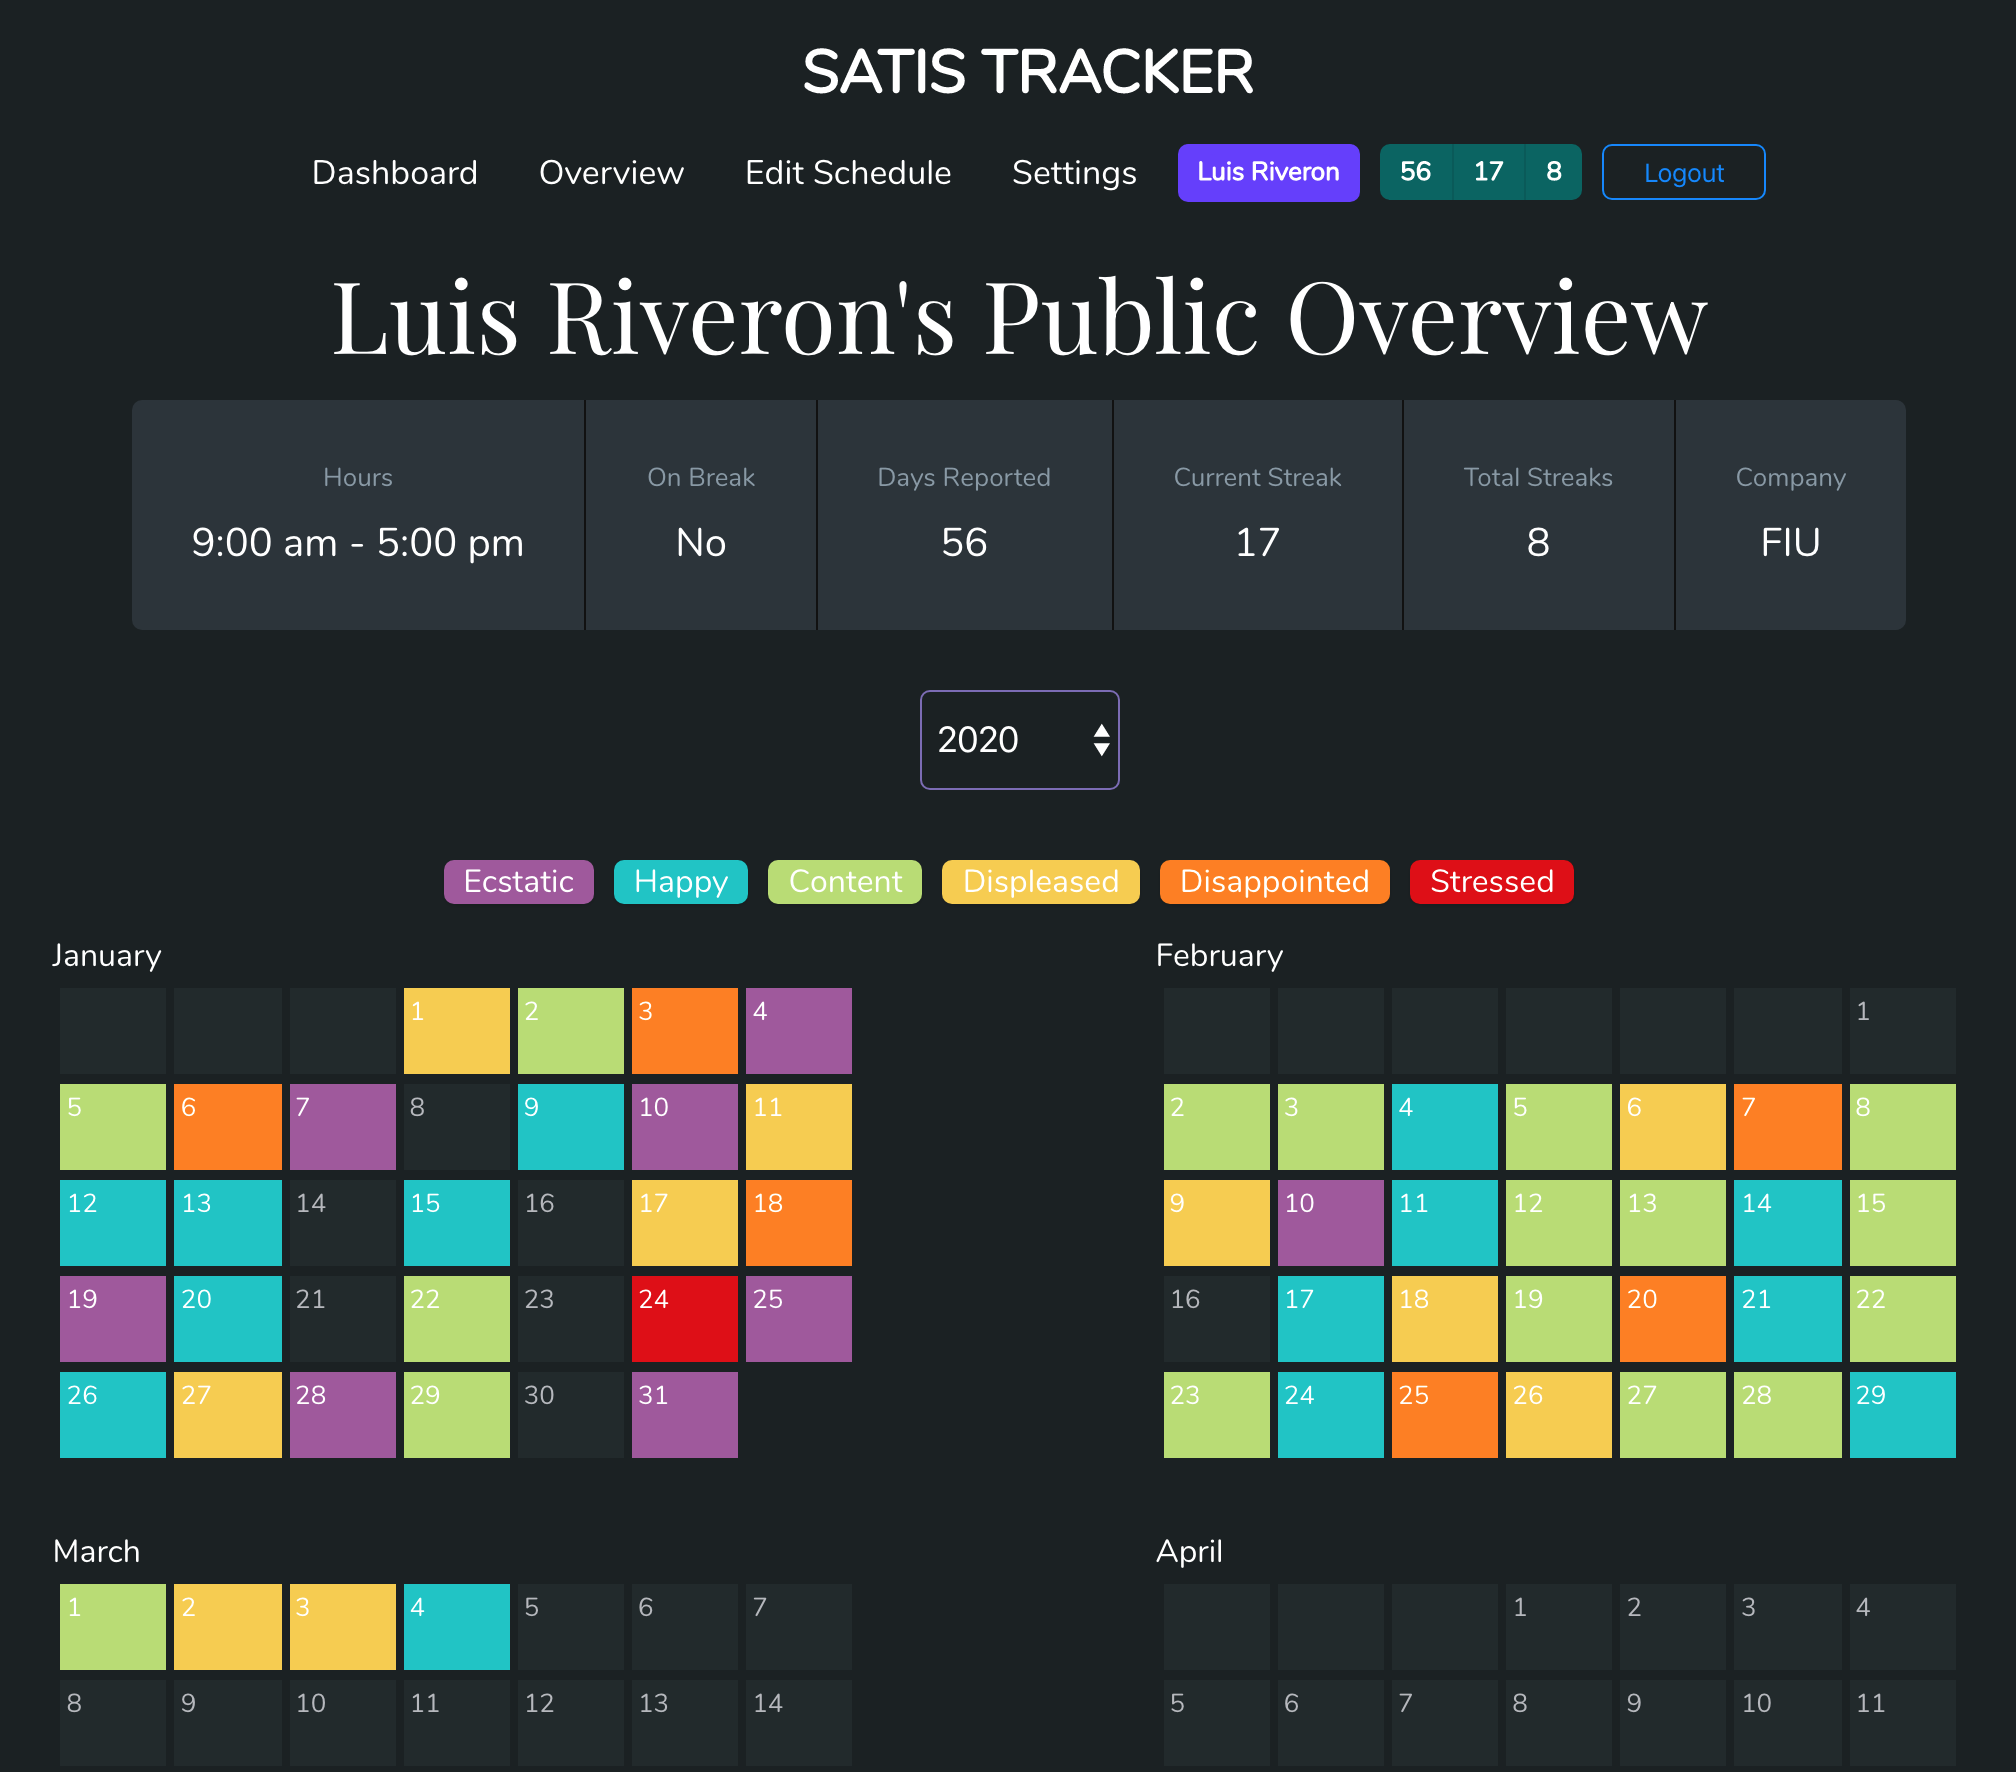 SATIS TRACKER
Dashboard Overview Edit Schedule Settings Luis Riveron 56 17 8 Logout
Luis Riveron's Public Overview
Hours On Break Days Reported Current Streak Total Streaks Company
9:00 am - 5:00 pm No 56 17 8 FIU
2020
Ecstatic Happy Content Displeased Disappointed Stressed
January
1 2 3 4
5 6 7 8 9 10 11
12 13 14 15 16 17 18
19 20 21 22 23 24 25
26 27 28 29 30 31
February
1
2 3 4 5 6 7 8
9 10 11 12 13 14 15
16 17 18 19 20 21 22
23 24 25 26 27 28 29
March
1 2 3 4 5 6 7
8 9 10 11 12 13 14
April
1 2 3 4
5 6 7 8 9 10 11